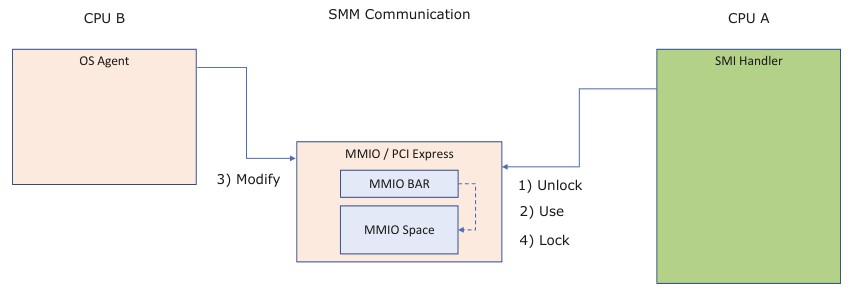 CPU B
SMM Communication
CPU A
OS Agent
SMI Handler
MMIO / PCI Express
MMIO BAR
MMIO Space
3) Modify
1) Unlock
2) Use
4) Lock